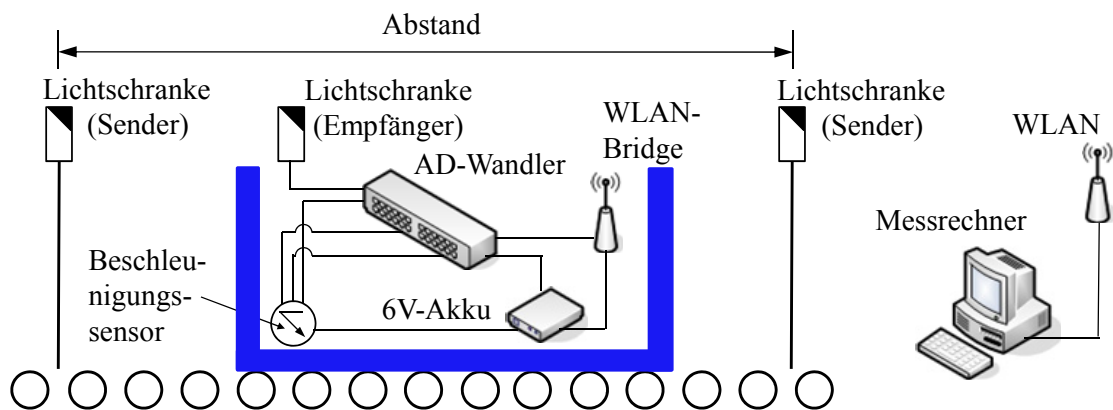 Abstand
Lichtschranke
(Sender)
Lichtschranke
(Empfänger)
WLAN-
Bridge
Lichtschranke
(Sender)
WLAN
AD-Wandler
Messrechner
Beschleu-
nigungs-
sensor
6V-Akku